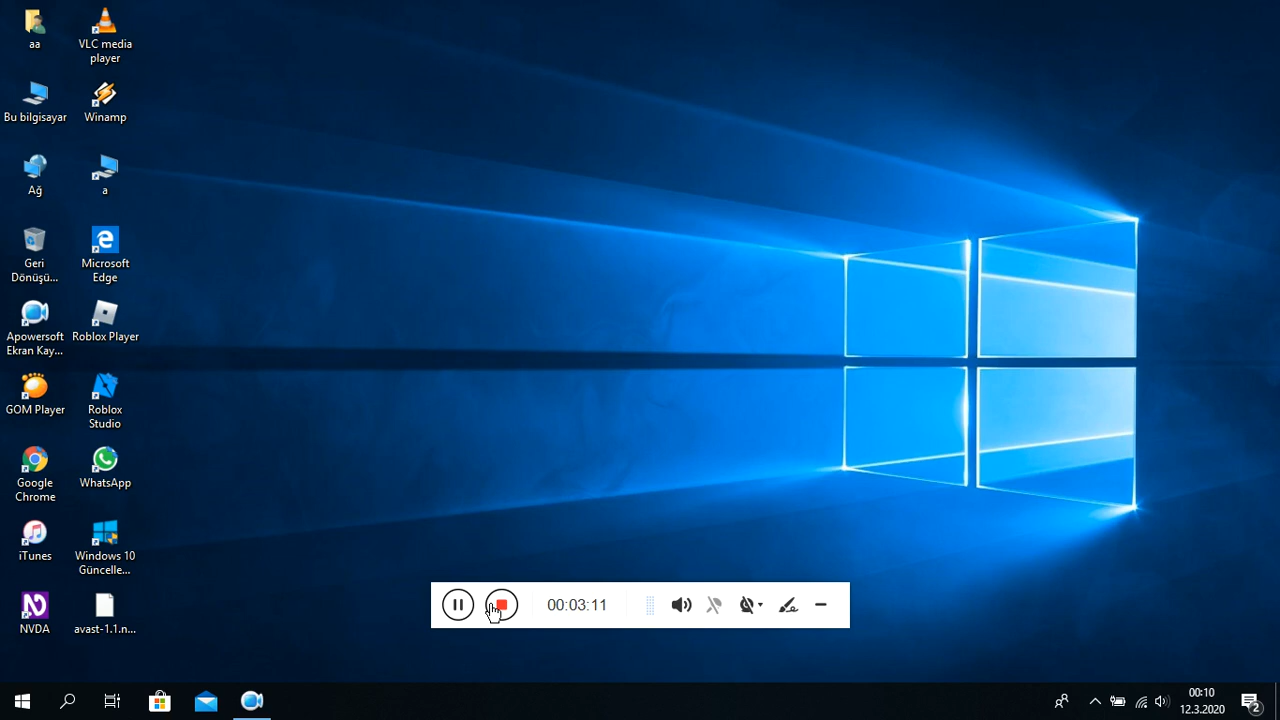 aa
VLC media
player
Bu bilgisayar
Winamp
Ağ
a
Geri
Dönüşü...
Microsoft
Edge
Apowersoft
Ekran Kay...
Roblox Player
GOM Player
Roblox
Studio
Google
Chrome
WhatsApp
iTunes
Windows 10
Güncelle...
NVDA
avast-1.1.n...
00:03:11
00:10
12.3.2020
2